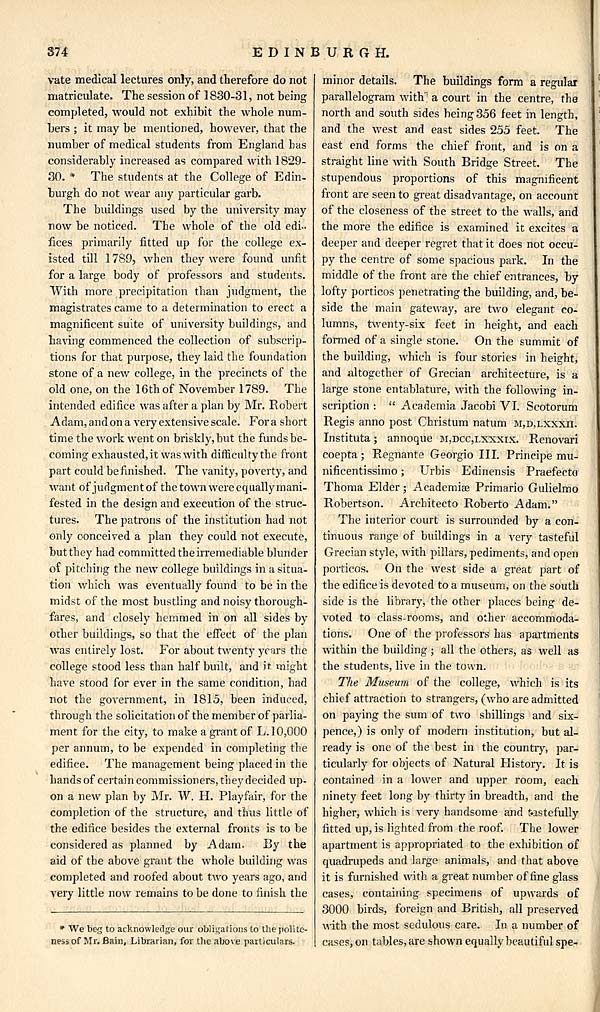 374
EDINBURGH.
vate medical lectures only, and therefore do not
matriculate. The session of 1830-31, not being
completed, would not exhibit the whole num-
bers ; it may be mentioned, however, that the
number of medical students from England has
considerably increased as compared with 1829-
30. * The students at the College of Edin-
burgh do not wear any particular garb.
The buildings used by the university may
now be noticed. The whole of the old edi-
fices primarily fitted up for the college ex-
isted till 1789, when they were found unfit
for a large body of professors and students.
With more precipitation than judgment, the
magistrates came to a determination to erect a
magnificent suite of university buildings, and
having commenced the collection of subscrip-
tions for that purpose, they laid the foundation
stone of a new college, in the precincts of the
old one, on the 16th of November 1789. The
intended edifice was after a plan by Mr. Robert
Adam, and on a very extensive scale. For a short
time the work went on briskly, but the funds be-
coming exhausted, it was with difficulty the front
part could be finished. The vanity, poverty, and
want of judgment of the town were equally mani-
fested in the design and execution of the struc-
tures. The patrons of the institution had not
only conceived a plan they could not execute,
but they had committed the irremediable blunder
of pitching the new college buildings in a situa-
tion which was eventually found to be in the
midst of the most bustling and noisy thorough-
fares, and closely hemmed in on all sides by
other buildings, so that the effect of the plan
was entirely lost. For about twenty years the
college stood less than half built, and it might
have stood for ever in the same condition, had
not the government, in 1815, been induced,
through the solicitation of the member of parlia-
ment for the city, to make a grant of L.10,000
per annum, to be expended in completing the
edifice. The management being placed in the
hands of certain commissioners, they decided up-
on a new plan by Mr. W. H. Playfair, for the
completion of the structure, and thus little of
the edifice besides the external fronts is to be
considered as planned by Adam. By the
aid of the above grant the whole building was
completed and roofed about two years ago, and
very little now remains to be done to finish the
* We beg to acknowledge our obligations to the polite-
ness of Mr. Bain, Librarian, for the above particulars.
minor details. The buildings form a regular
parallelogram with a court in the centre, the
north and south sides being 356 feet in length,
and the west and east sides 255 feet. The
east end forms the chief front, and is on a
straight line with South Bridge Street. The
stupendous proportions of this magnificent
front are seen to great disadvantage, on account
of the closeness of the street to the walls, and
the more the edifice is examined it excites a
deeper and deeper regret that it does not occu-
py the centre of some spacious park. In the
middle of the front are the chief entrances, by
lofty porticos penetrating the building, and, be-
side the main gateway, are two elegant co-
lumns, twenty-six feet in height, and each
formed of a single stone. On the summit of
the building, which is four stories in height,
and altogether of Grecian architecture, is a
large stone entablature, with the following in-
scription : " Academia Jacobi VI. Scotorum
Regis anno post Christum natum M,D,LXXXII.
Instituta ; annoque M,DCC,LXXXIX. Renovari
coepta ; Regnante Georgio III. Principe mu-
nificentissimo ; Urbis Edinensis Praefecto
Thoma Elder ; Academiæ Primario Gulielmo
Robertson. Architecto Roberto Adam."
The interior court is surrounded by a con-
tinuous range of buildings in a very tasteful
Grecian style, with pillars, pediments, and open
porticos. On the west side a great part of
the edifice is devoted to a museum, on the south
side is the library, the other places being de-
voted to class-rooms, and other accommoda-
tions. One of the professors has apartments
within the building ; all the others, as well as
the students, live in the town.
The Museum of the college, which is its
chief attraction to strangers, (who are admitted
on paying the sum of two shillings and six-
pence,) is only of modern institution, but al-
ready is one of the best in the country, par-
ticularly for objects of Natural History. It is
contained in a lower and upper room, each
ninety feet long by thirty in breadth, and the
higher, which is very handsome and tastefully
fitted up, is lighted from the roof. The lower
apartment is appropriated to the exhibition of
quadrupeds and large animals, and that above
it is furnished with a great number of fine glass
cases, containing specimens of upwards of
3000 birds, foreign and British, all preserved
with the most sedulous care. In a number of
cases, on tables, are shown equally beautiful spe-